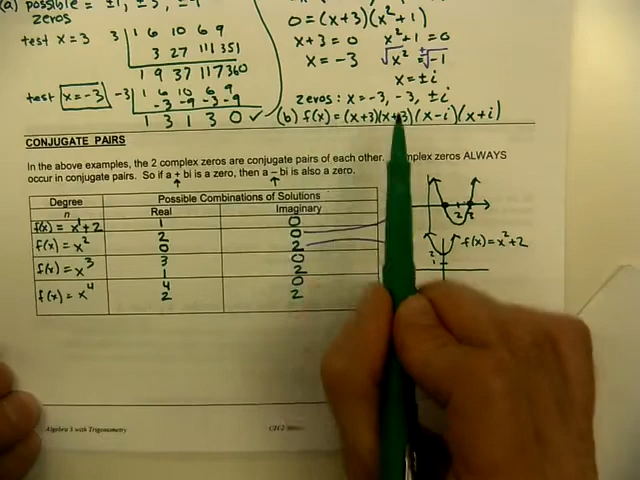 (a) possible = ±1, ±3, ±9
zeros
test x = 3 3 | 1 6 10 6 9
3 27 111 351
1 9 37 117 360
test x = -3 -3 | 1 6 10 6 9
-3 -9 -3 -9
1 3 1 3 0 ✓
0 = (x+3)(x²+1)
x+3 = 0 x²+1 = 0
x = -3 √x² = ±√-1
x = ±i
zeros: x = -3, -3, ±i
(b) f(x) = (x+3)(x+3)(x-i)(x+i)
CONJUGATE PAIRS
In the above examples, the 2 complex zeros are conjugate pairs of each other. Complex zeros ALWAYS
occur in conjugate pairs. So if a + bi is a zero, then a – bi is also a zero.
Degree Possible Combinations of Solutions
n Real Imaginary
f(x) = x¹+2 1 0
f(x) = x² 2 0
0 2
f(x) = x³ 3 0
1 2
f(x) = x⁴ 4 0
2 2
2 3
f(x) = x²+2
2
1
Algebra 3 with Trigonometry